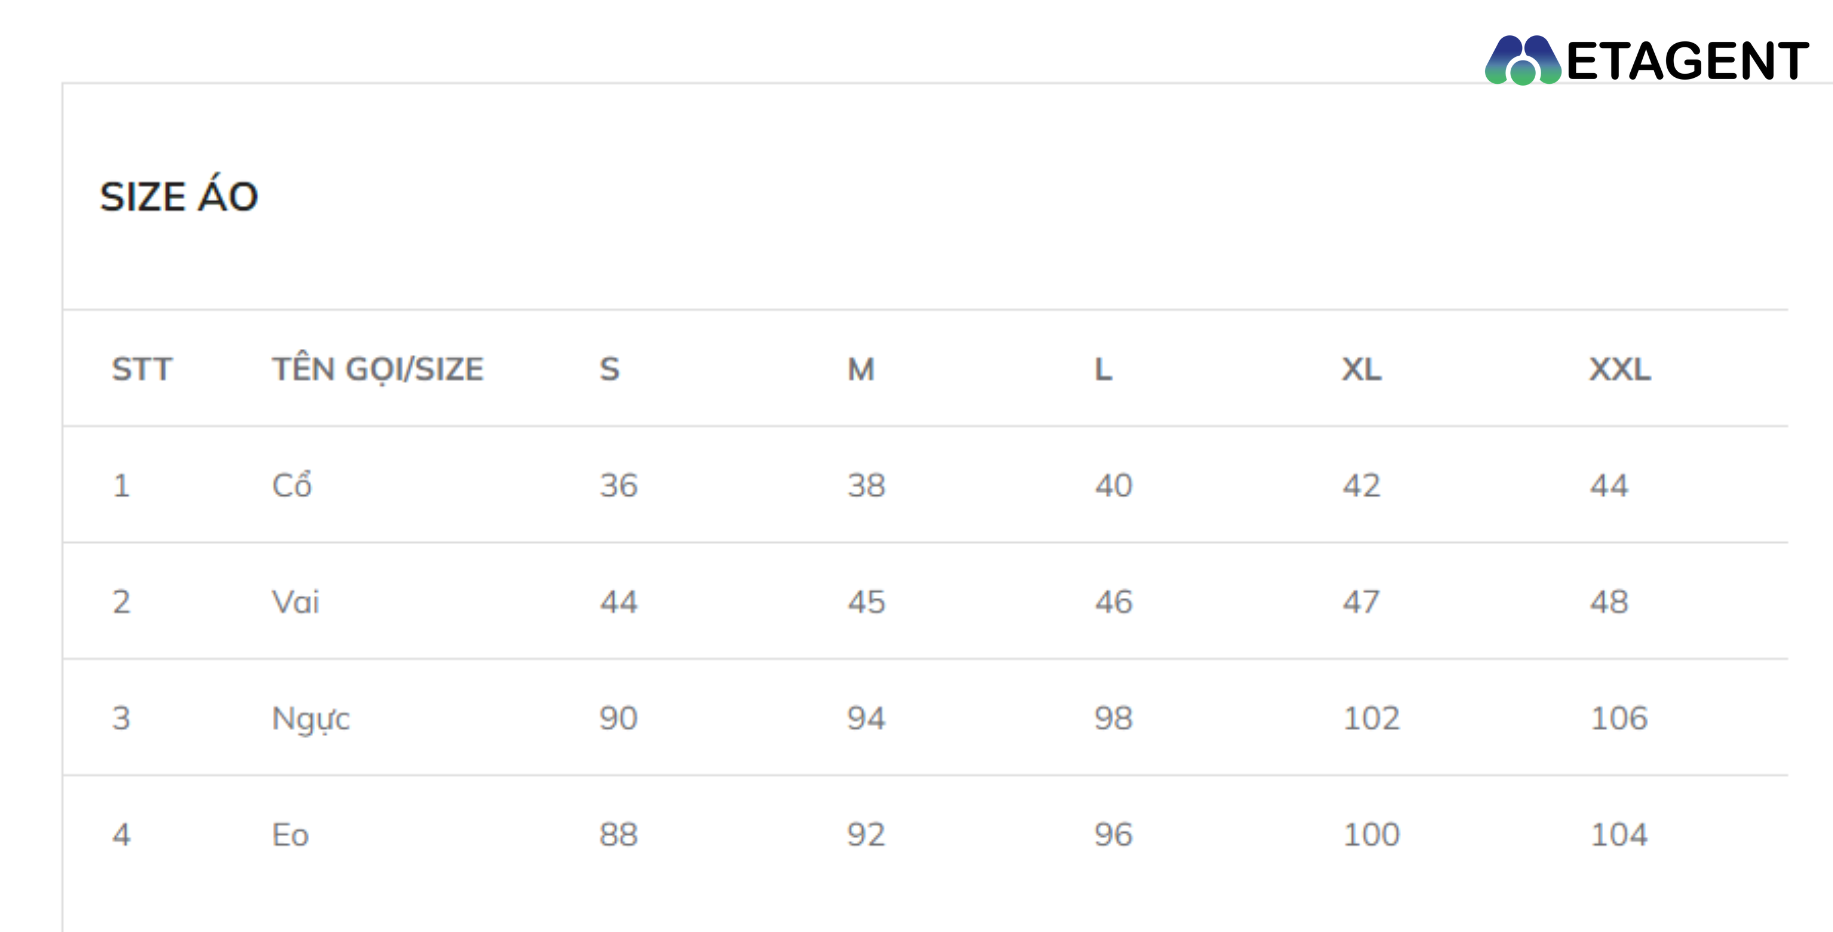 METAGENT
SIZE ÁO
STT TÊN GỌI/SIZE S M L XL XXL
1 Cổ 36 38 40 42 44
2 Vai 44 45 46 47 48
3 Ngực 90 94 98 102 106
4 Eo 88 92 96 100 104